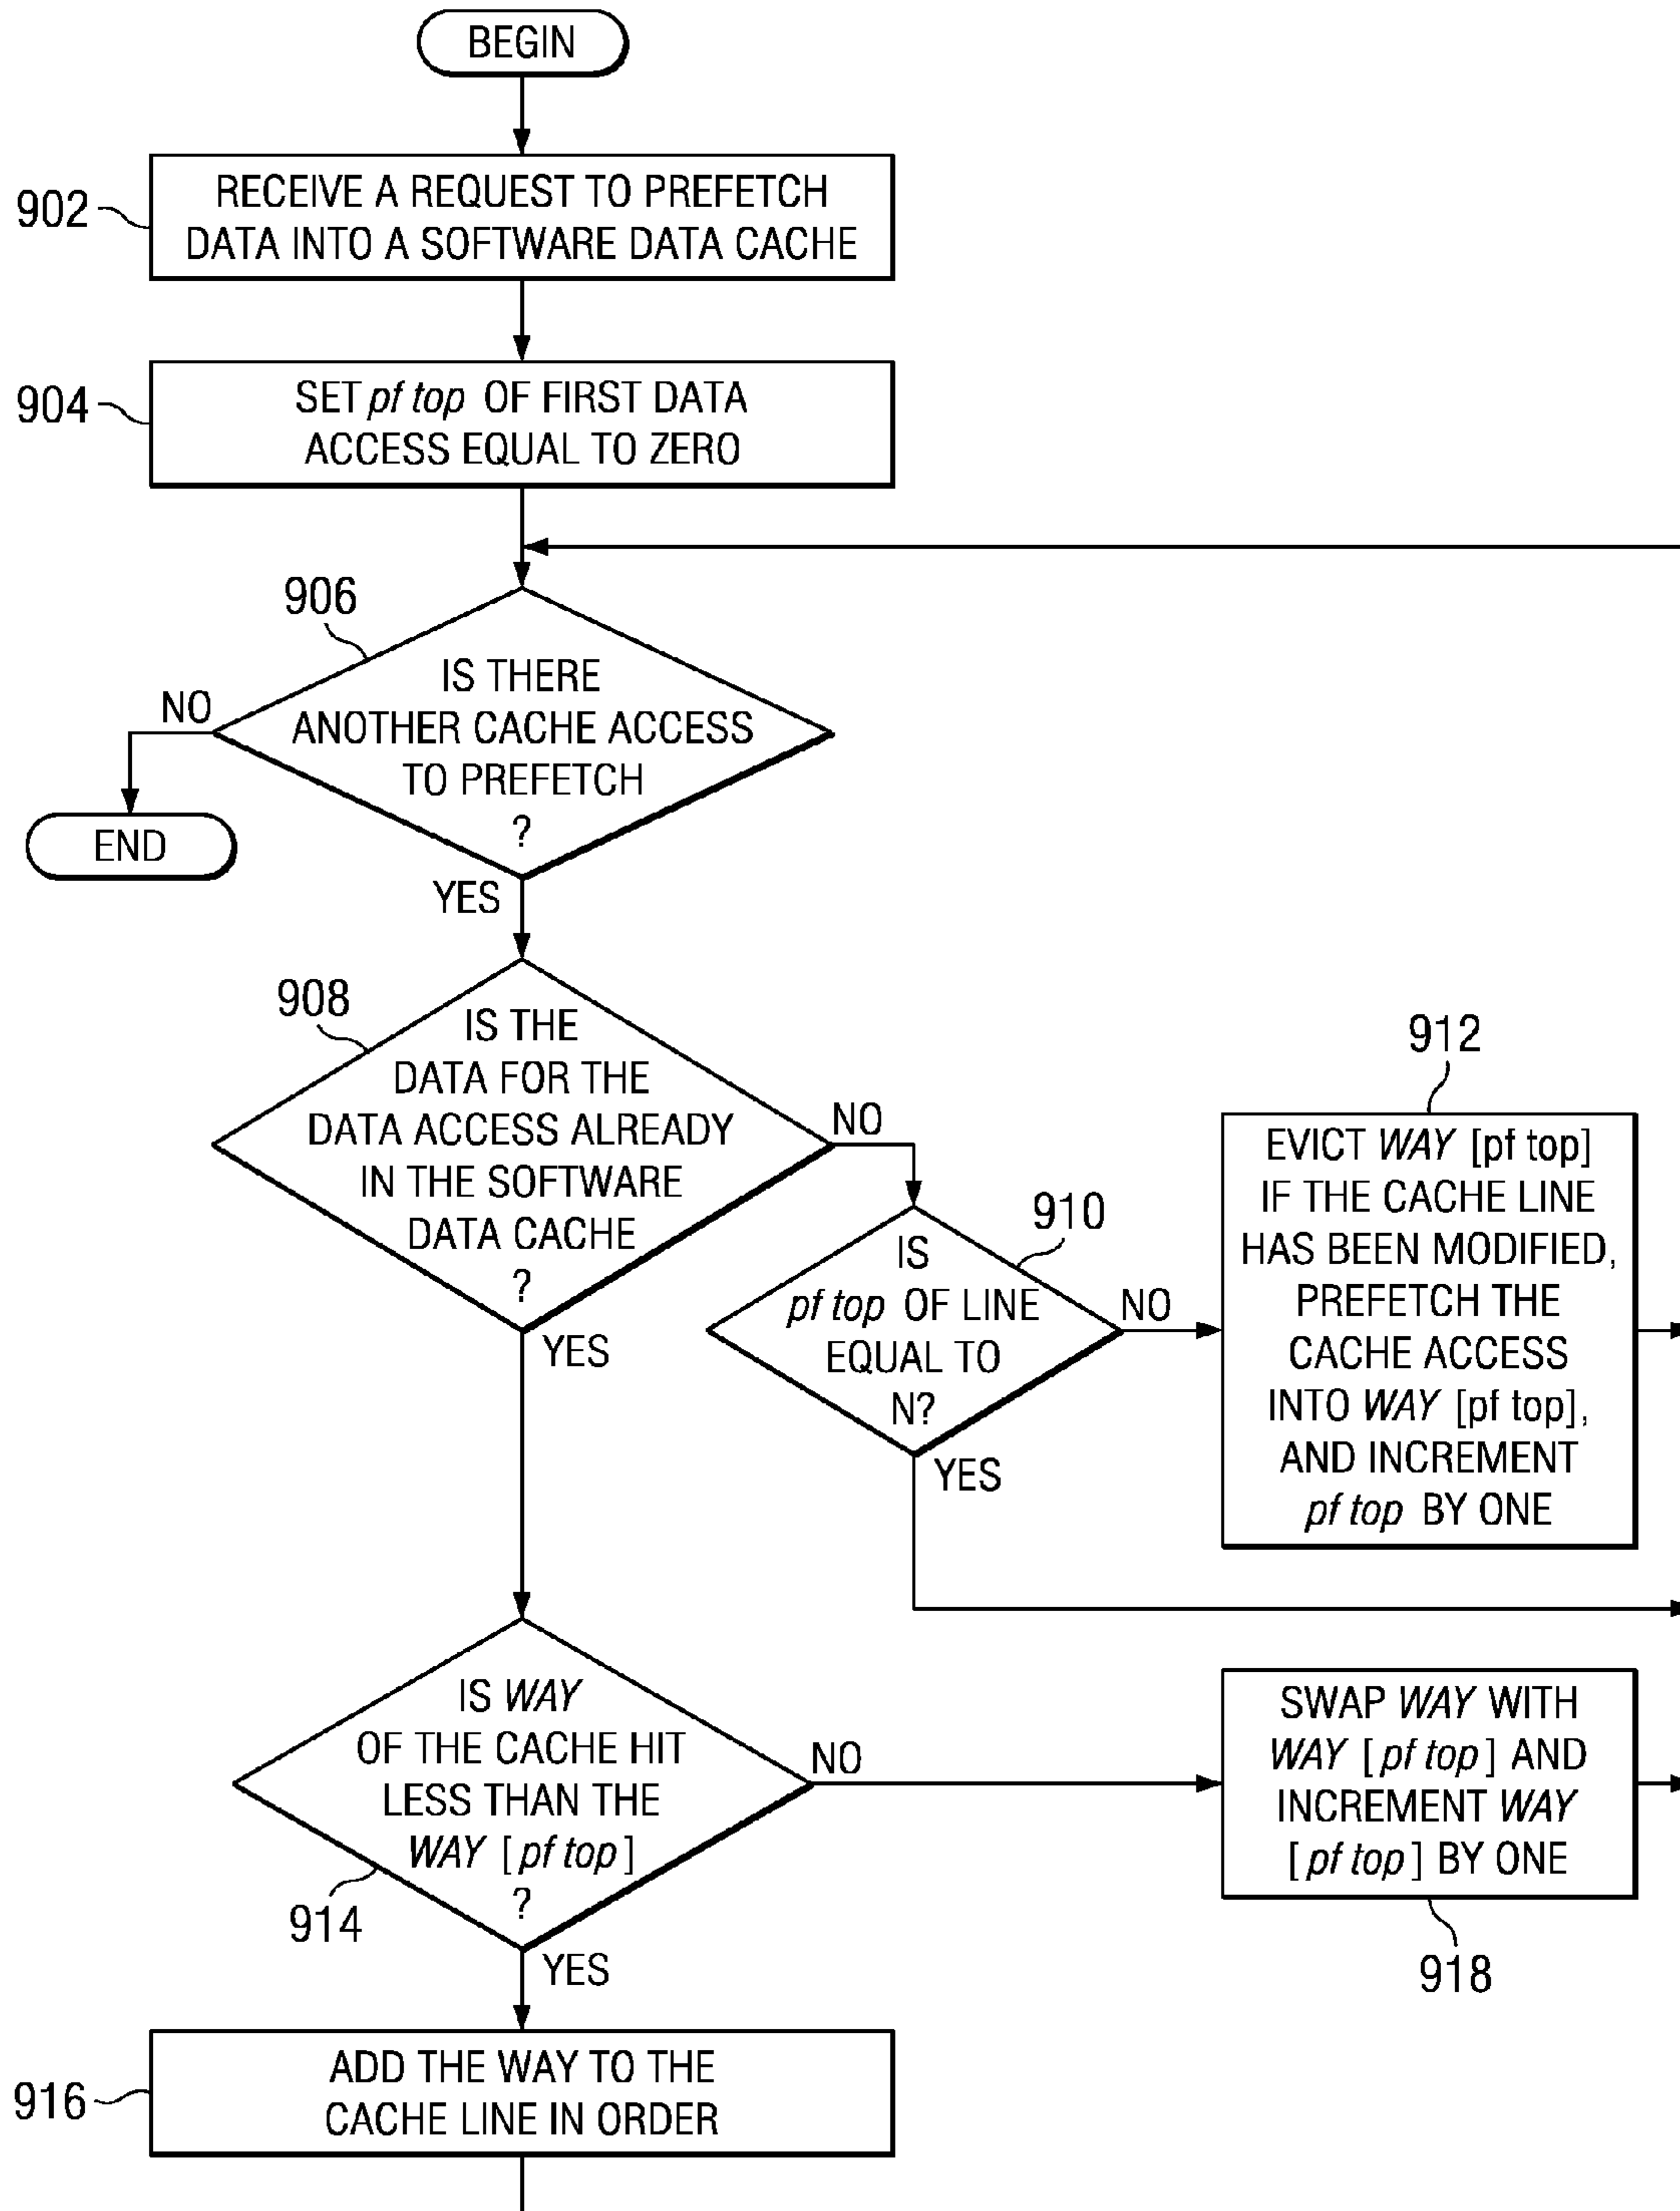 BEGIN
902
RECEIVE A REQUEST TO PREFETCH
DATA INTO A SOFTWARE DATA CACHE
904
SET pf top OF FIRST DATA
ACCESS EQUAL TO ZERO
906
IS THERE
ANOTHER CACHE ACCESS
TO PREFETCH
?
NO
END
YES
908
IS THE
DATA FOR THE
DATA ACCESS ALREADY
IN THE SOFTWARE
DATA CACHE
?
NO
YES
910
IS
pf top OF LINE
EQUAL TO
N?
NO
YES
912
EVICT WAY [pf top]
IF THE CACHE LINE
HAS BEEN MODIFIED,
PREFETCH THE
CACHE ACCESS
INTO WAY [pf top],
AND INCREMENT
pf top BY ONE
914
IS WAY
OF THE CACHE HIT
LESS THAN THE
WAY [pf top]
?
NO
YES
SWAP WAY WITH
WAY [pf top] AND
INCREMENT WAY
[pf top] BY ONE
918
916
ADD THE WAY TO THE
CACHE LINE IN ORDER